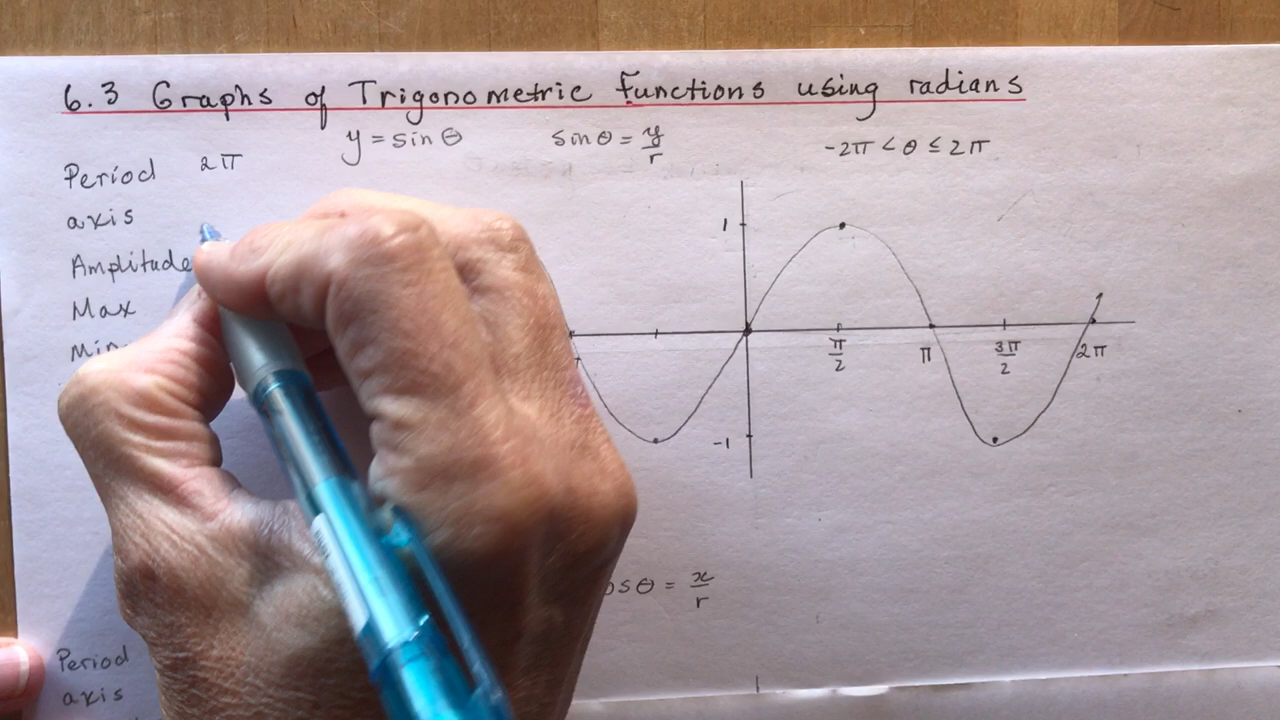 6.3 Graphs of Trigonometric functions using radians
y = sin θ sin θ = y/r -2π < θ ≤ 2π
Period 2π
axis
Amplitude
Max
Min
1
π/2 π 3π/2 2π
-1
θ = x/r
Period
axis